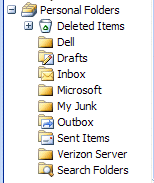 Personal Folders
Deleted Items
Dell
Drafts
Inbox
Microsoft
My Junk
Outbox
Sent Items
Verizon Server
Search Folders